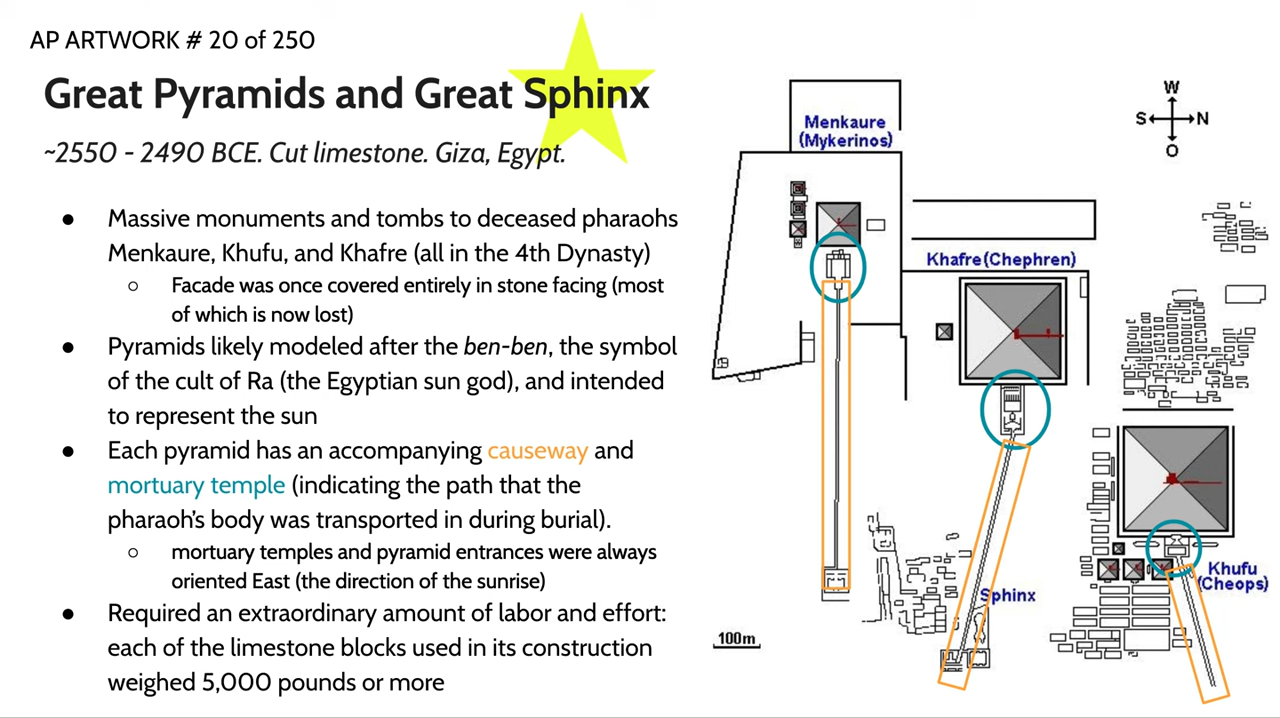 AP ARTWORK # 20 of 250
Great Pyramids and Great Sphinx
~2550 - 2490 BCE. Cut limestone. Giza, Egypt.
● Massive monuments and tombs to deceased pharaohs
Menkaure, Khufu, and Khafre (all in the 4th Dynasty)
○ Facade was once covered entirely in stone facing (most
of which is now lost)
● Pyramids likely modeled after the ben-ben, the symbol
of the cult of Ra (the Egyptian sun god), and intended
to represent the sun
● Each pyramid has an accompanying causeway and
mortuary temple (indicating the path that the
pharaoh's body was transported in during burial).
○ mortuary temples and pyramid entrances were always
oriented East (the direction of the sunrise)
● Required an extraordinary amount of labor and effort:
each of the limestone blocks used in its construction
weighed 5,000 pounds or more
W
S N
O
Menkaure
(Mykerinos)
Khafre (Chephren)
Khufu
(Cheops)
Sphinx
100m